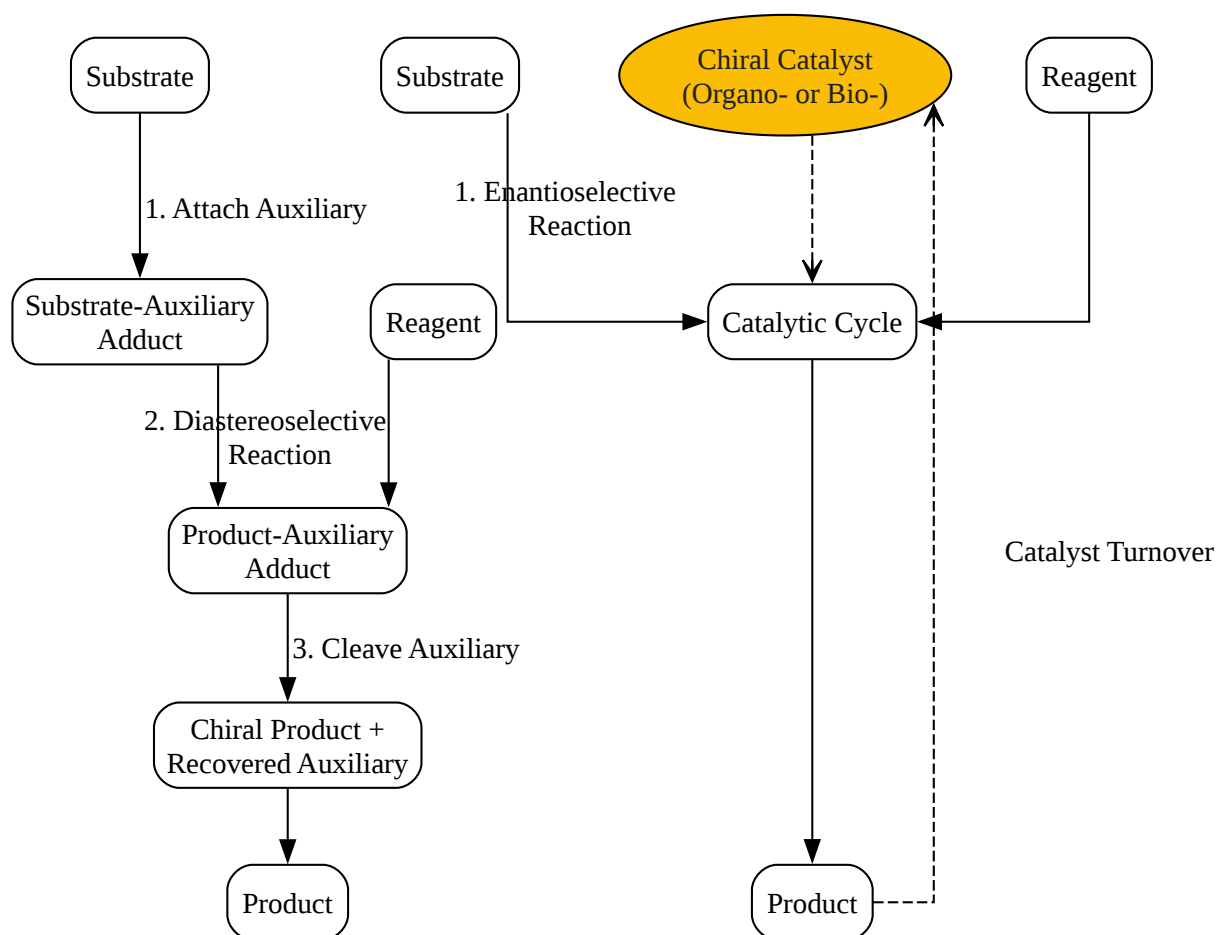 Substrate
Substrate
Chiral Catalyst
(Organo- or Bio-)
Reagent
1. Attach Auxiliary
1. Enantioselective
Reaction
Substrate-Auxiliary
Adduct
Reagent
Catalytic Cycle
2. Diastereoselective
Reaction
Product-Auxiliary
Adduct
Catalyst Turnover
3. Cleave Auxiliary
Chiral Product +
Recovered Auxiliary
Product
Product